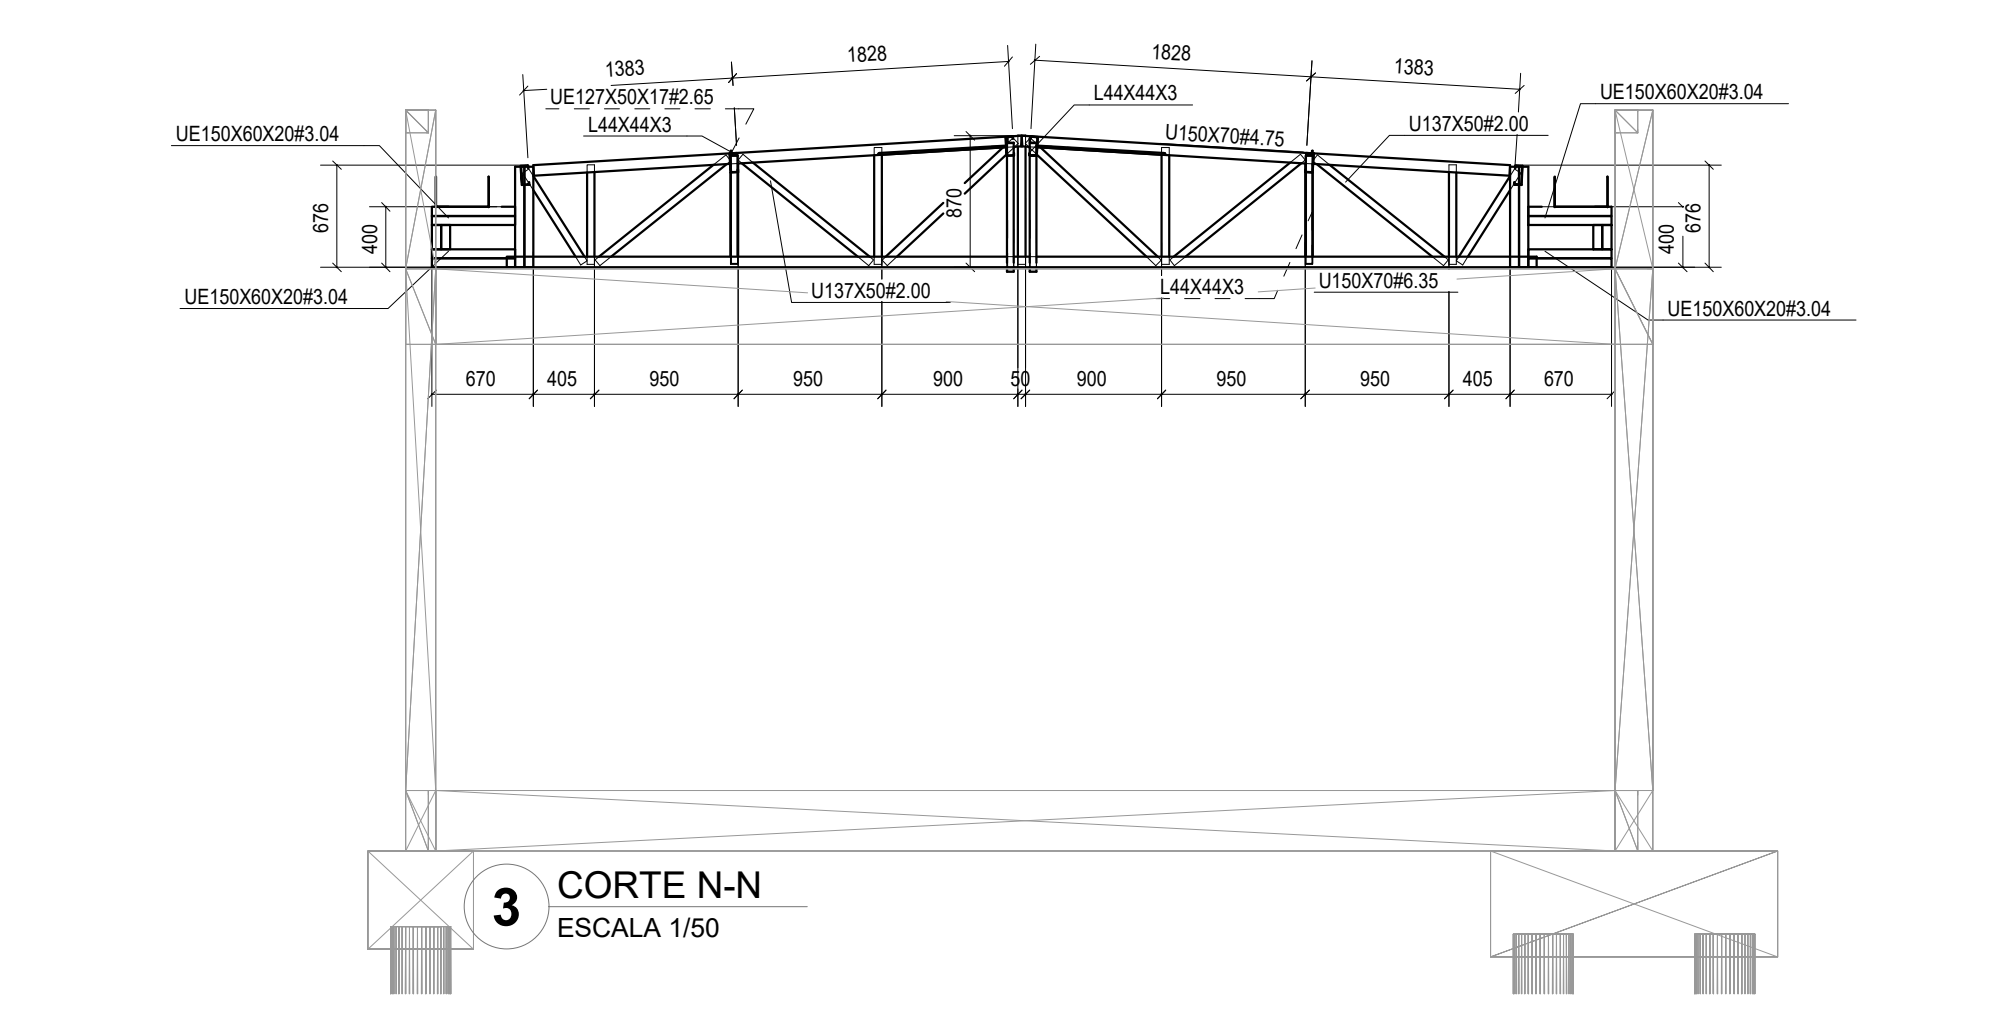 1383
1828
1828
1383
UE127X50X17#2.65
L44X44X3
UE150X60X20#3.04
L44X44X3
U150X70#4.75
U137X50#2.00
UE150X60X20#3.04
676
400
870
400
676
UE150X60X20#3.04
U137X50#2.00
L44X44X3
U150X70#6.35
UE150X60X20#3.04
670
405
950
950
900
50
900
950
950
405
670
3
CORTE N-N
ESCALA 1/50